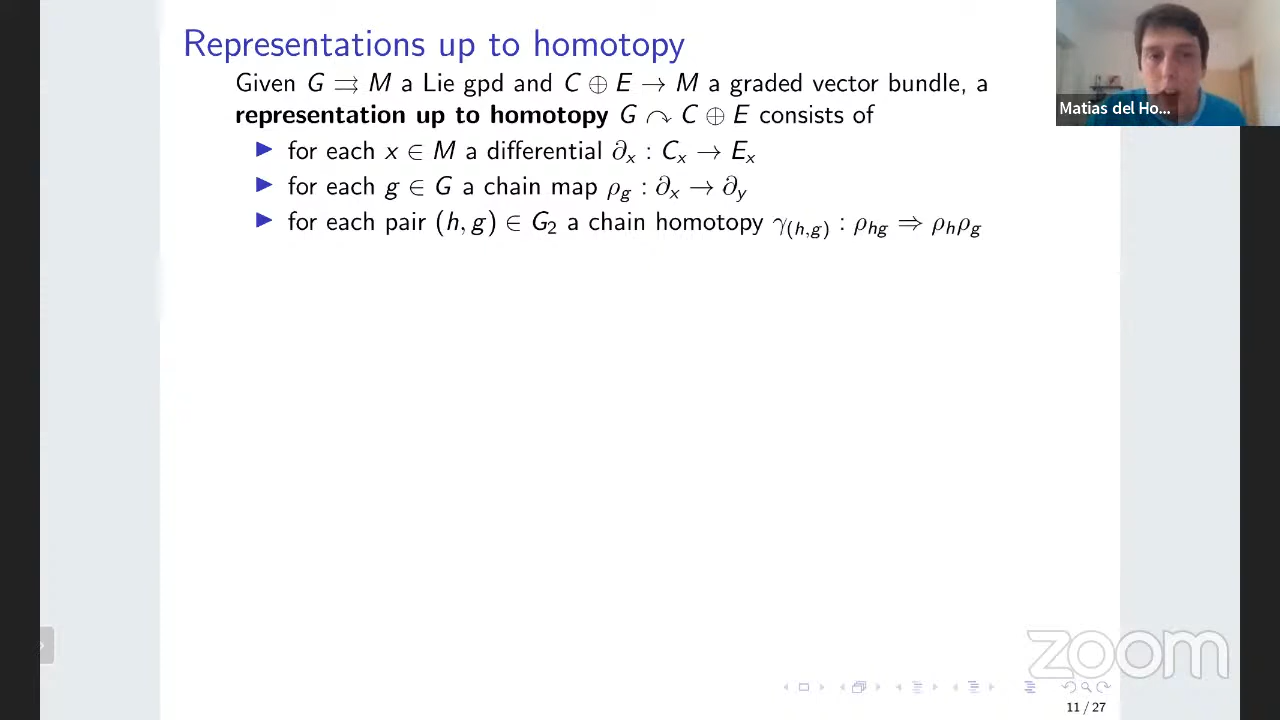 Representations up to homotopy
Given G ⇉ M a Lie gpd and C ⊕ E → M a graded vector bundle, a
representation up to homotopy G ↷ C ⊕ E consists of
▶ for each x ∈ M a differential ∂ₓ : Cₓ → Eₓ
▶ for each g ∈ G a chain map ρ_g : ∂ₓ → ∂_y
▶ for each pair (h, g) ∈ G₂ a chain homotopy γ_(h,g) : ρ_hg ⇒ ρ_hρ_g
Matias del Ho...
zoom
11 / 27